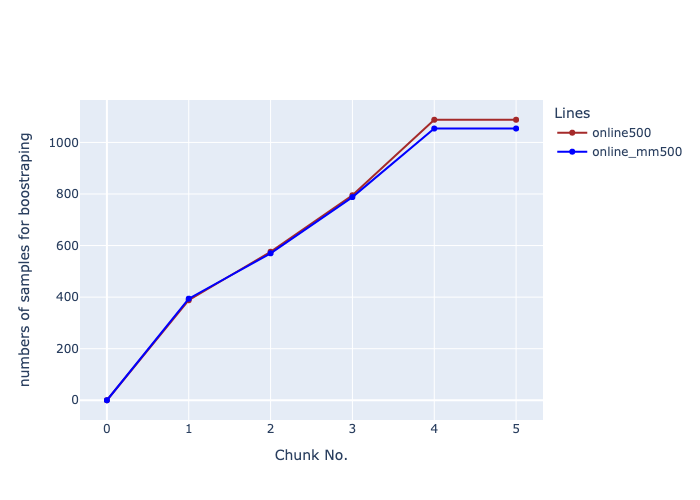 Lines
online500
online_mm500
numbers of samples for boostraping
1000
800
600
400
200
0
0 1 2 3 4 5
Chunk No.